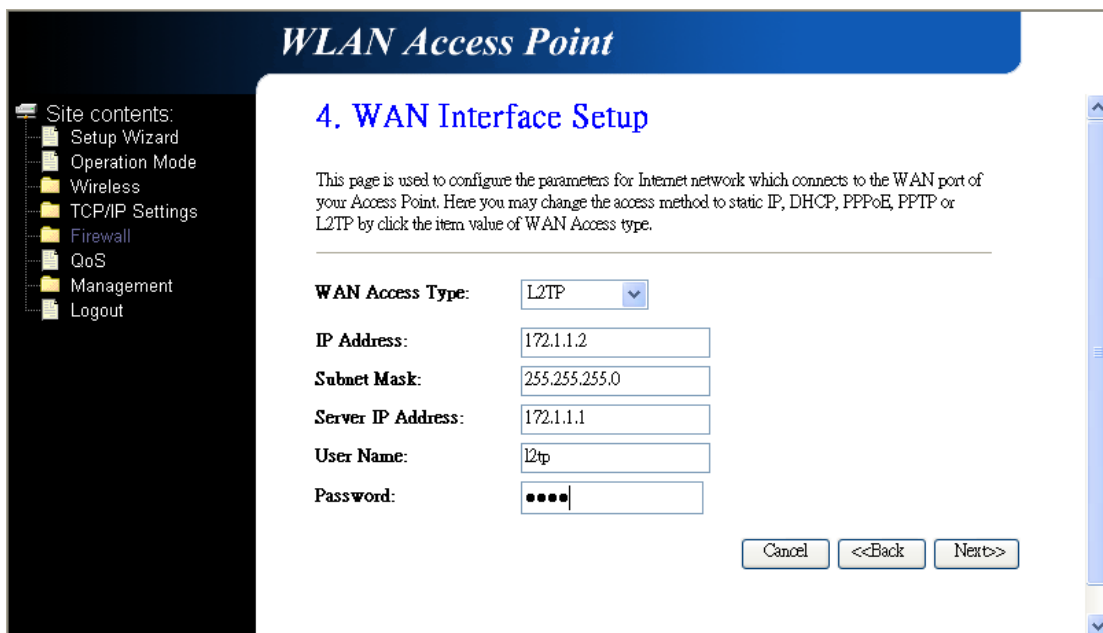 WLAN Access Point
Site contents:
Setup Wizard
Operation Mode
Wireless
TCP/IP Settings
Firewall
QoS
Management
Logout
4. WAN Interface Setup
This page is used to configure the parameters for Internet network which connects to the WAN port of
your Access Point. Here you may change the access method to static IP, DHCP, PPPoE, PPTP or
L2TP by click the item value of WAN Access type.
WAN Access Type: L2TP
IP Address: 172.1.1.2
Subnet Mask: 255.255.255.0
Server IP Address: 172.1.1.1
User Name: l2tp
Password: ●●●●
Cancel <<Back Next>>